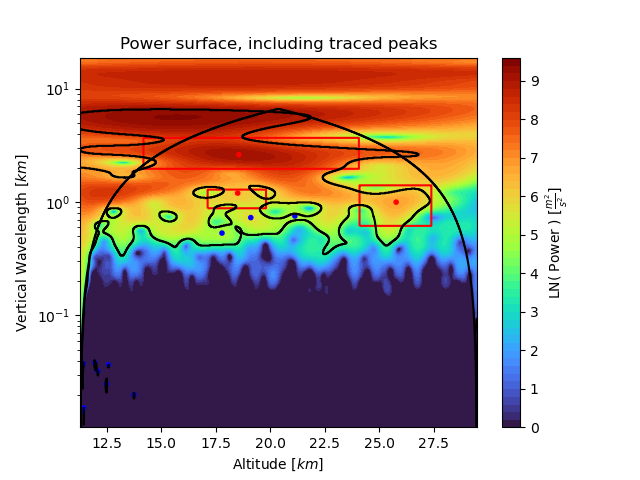 Power surface, including traced peaks
Vertical Wavelength [km]
10¹
10⁰
10⁻¹
12.5 15.0 17.5 20.0 22.5 25.0 27.5
Altitude [km]
9
8
7
6
5
4
3
2
1
0
LN( Power ) [m²/s²]